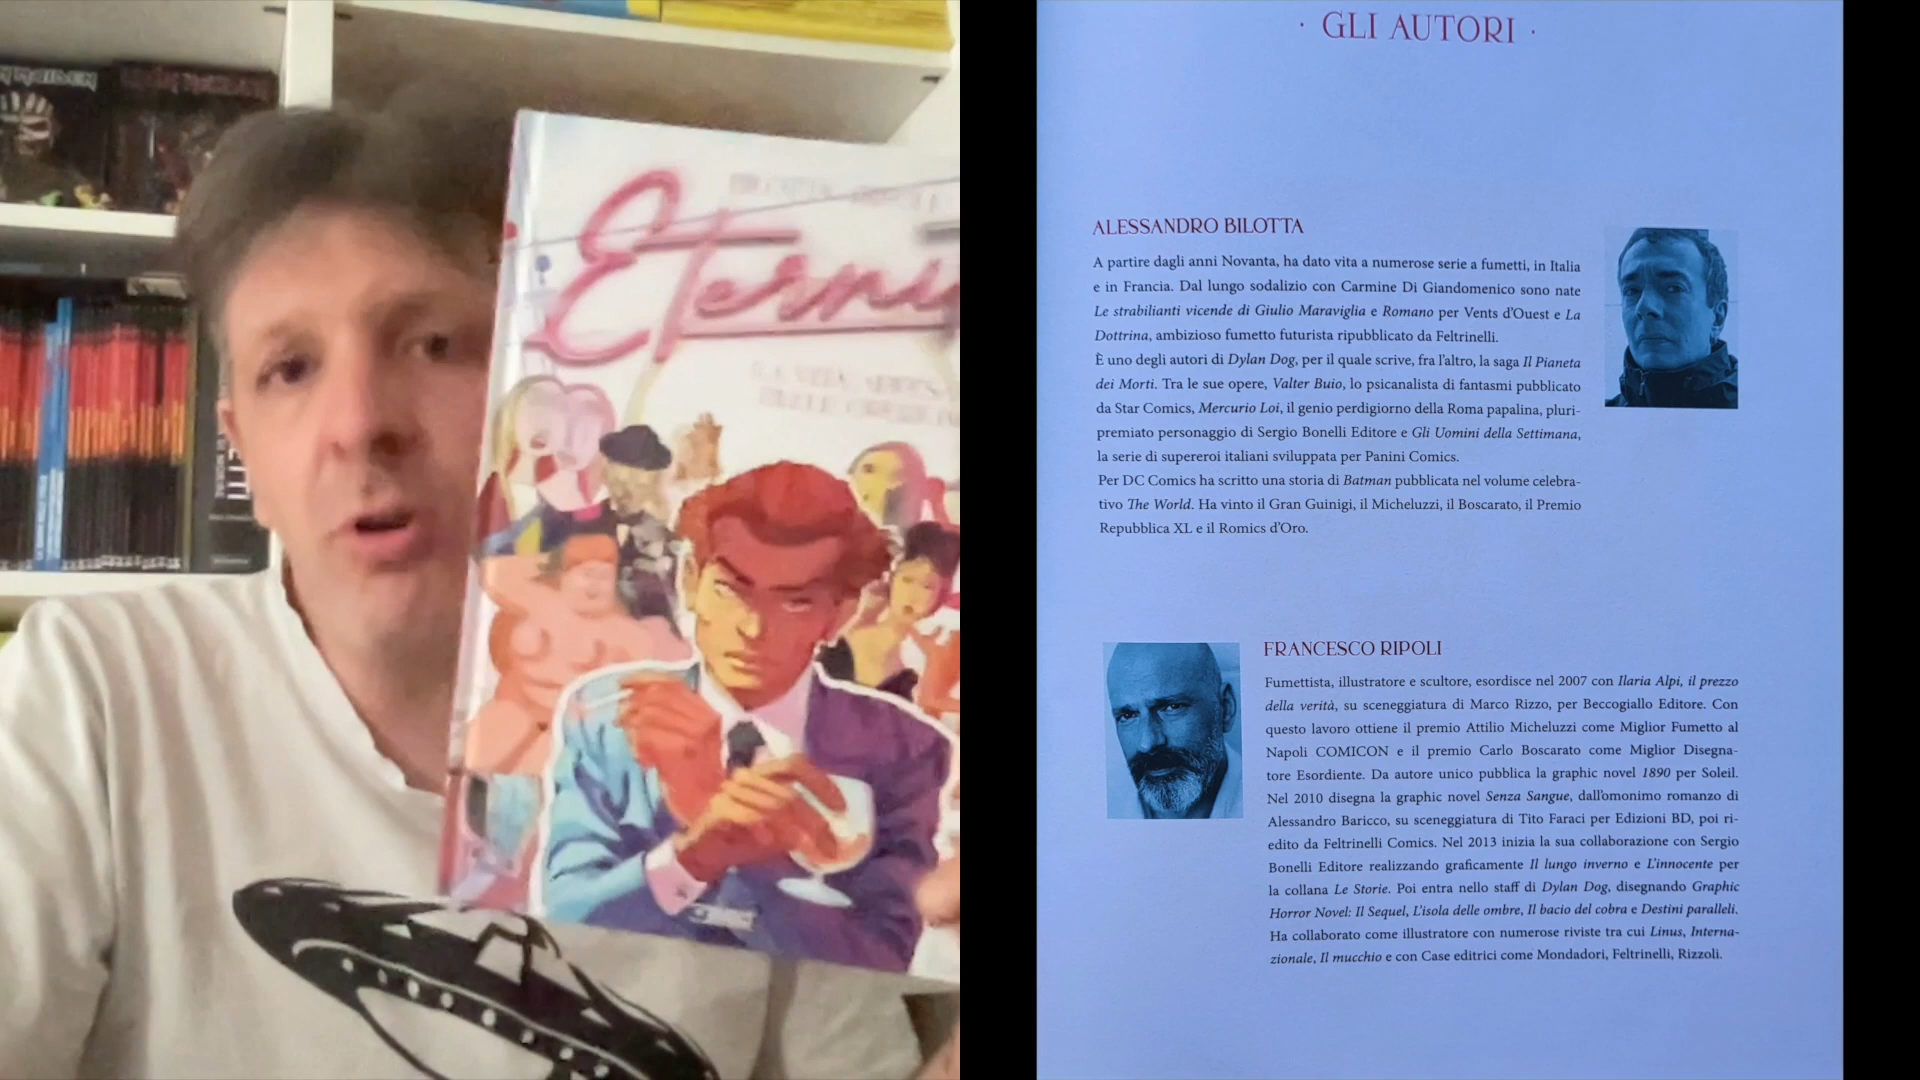 Eterni
· GLI AUTORI ·
ALESSANDRO BILOTTA
A partire dagli anni Novanta, ha dato vita a numerose serie a fumetti, in Italia
e in Francia. Dal lungo sodalizio con Carmine Di Giandomenico sono nate
Le strabilianti vicende di Giulio Maraviglia e Romano per Vents d'Ouest e La
Dottrina, ambizioso fumetto futurista ripubblicato da Feltrinelli.
È uno degli autori di Dylan Dog, per il quale scrive, fra l'altro, la saga Il Pianeta
dei Morti. Tra le sue opere, Valter Buio, lo psicanalista di fantasmi pubblicato
da Star Comics, Mercurio Loi, il genio perdigiorno della Roma papalina, pluri-
premiato personaggio di Sergio Bonelli Editore e Gli Uomini della Settimana,
la serie di supereroi italiani sviluppata per Panini Comics.
Per DC Comics ha scritto una storia di Batman pubblicata nel volume celebra-
tivo The World. Ha vinto il Gran Guinigi, il Micheluzzi, il Boscarato, il Premio
Repubblica XL e il Romics d'Oro.
FRANCESCO RIPOLI
Fumettista, illustratore e scultore, esordisce nel 2007 con Ilaria Alpi, il prezzo
della verità, su sceneggiatura di Marco Rizzo, per Beccogiallo Editore. Con
questo lavoro ottiene il premio Attilio Micheluzzi come Miglior Fumetto al
Napoli COMICON e il premio Carlo Boscarato come Miglior Disegna-
tore Esordiente. Da autore unico pubblica la graphic novel 1890 per Soleil.
Nel 2010 disegna la graphic novel Senza Sangue, dall'omonimo romanzo di
Alessandro Baricco, su sceneggiatura di Tito Faraci per Edizioni BD, poi ri-
edito da Feltrinelli Comics. Nel 2013 inizia la sua collaborazione con Sergio
Bonelli Editore realizzando graficamente Il lungo inverno e L'innocente per
la collana Le Storie. Poi entra nello staff di Dylan Dog, disegnando Graphic
Horror Novel: Il Sequel, L'isola delle ombre, Il bacio del cobra e Destini paralleli.
Ha collaborato come illustratore con numerose riviste tra cui Linus, Interna-
zionale, Il mucchio e con Case editrici come Mondadori, Feltrinelli, Rizzoli.